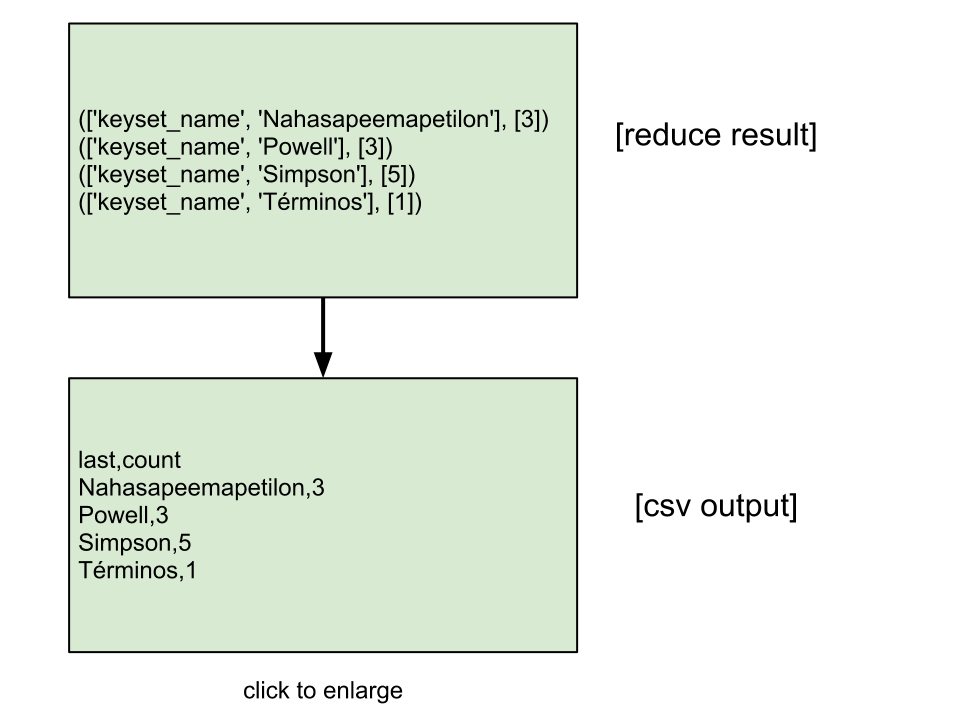 (['keyset_name', 'Nahasapeemapetilon'], [3])
(['keyset_name', 'Powell'], [3])
(['keyset_name', 'Simpson'], [5])
(['keyset_name', 'Términos'], [1])
[reduce result]
last,count
Nahasapeemapetilon,3
Powell,3
Simpson,5
Términos,1
[csv output]
click to enlarge